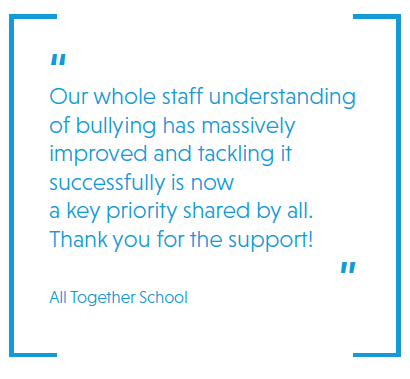 "
Our whole staff understanding
of bullying has massively
improved and tackling it
successfully is now
a key priority shared by all.
Thank you for the support!
"
All Together School